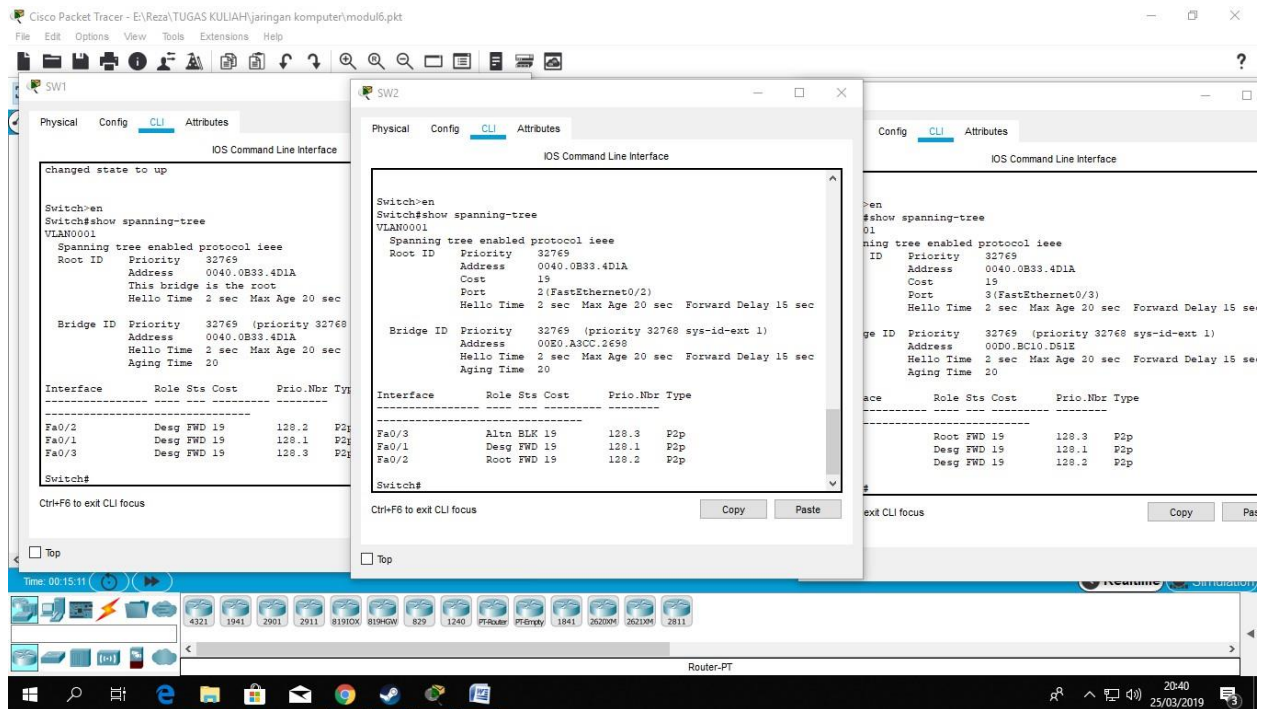 Cisco Packet Tracer - E:\Reza\TUGAS KULIAH\jaringan komputer\modul6.pkt
File Edit Options View Tools Extensions Help
SW1
Physical Config CLI Attributes
IOS Command Line Interface
changed state to up
Switch>en
Switch#show spanning-tree
VLAN0001
Spanning tree enabled protocol ieee
Root ID Priority 32769
Address 0040.0B33.4D1A
This bridge is the root
Hello Time 2 sec Max Age 20 sec
Bridge ID Priority 32769 (priority 32768
Address 0040.0B33.4D1A
Hello Time 2 sec Max Age 20 sec
Aging Time 20
Interface Role Sts Cost Prio.Nbr Typ
---------------- ---- --- --------- --------
--------------------------------
Fa0/2 Desg FWD 19 128.2 P2p
Fa0/1 Desg FWD 19 128.1 P2p
Fa0/3 Desg FWD 19 128.3 P2p
Switch#
Ctrl+F6 to exit CLI focus
Top
SW2
Physical Config CLI Attributes
IOS Command Line Interface
Switch>en
Switch#show spanning-tree
VLAN0001
Spanning tree enabled protocol ieee
Root ID Priority 32769
Address 0040.0B33.4D1A
Cost 19
Port 2(FastEthernet0/2)
Hello Time 2 sec Max Age 20 sec Forward Delay 15 sec
Bridge ID Priority 32769 (priority 32768 sys-id-ext 1)
Address 00E0.A3CC.2698
Hello Time 2 sec Max Age 20 sec Forward Delay 15 sec
Aging Time 20
Interface Role Sts Cost Prio.Nbr Type
---------------- ---- --- --------- --------
--------------------------------
Fa0/3 Altn BLK 19 128.3 P2p
Fa0/1 Desg FWD 19 128.1 P2p
Fa0/2 Root FWD 19 128.2 P2p
Switch#
Ctrl+F6 to exit CLI focus
Copy Paste
Top
Config CLI Attributes
IOS Command Line Interface
>en
#show spanning-tree
01
ning tree enabled protocol ieee
ID Priority 32769
Address 0040.0B33.4D1A
Cost 19
Port 3(FastEthernet0/3)
Hello Time 2 sec Max Age 20 sec Forward Delay 15 se
ge ID Priority 32769 (priority 32768 sys-id-ext 1)
Address 00D0.BC10.D51E
Hello Time 2 sec Max Age 20 sec Forward Delay 15 se
Aging Time 20
ace Role Sts Cost Prio.Nbr Type
---------- ---- --- --------- --------
--------------------------
Root FWD 19 128.3 P2p
Desg FWD 19 128.1 P2p
Desg FWD 19 128.2 P2p
#
exit CLI focus
Copy Pas
Time: 00:15:11
Realtime Simulation
4321 1941 2901 2911 819IOX 819HGW 829 1240 PT-Router PT-Empty 1841 2620XM 2621XM 2811
Router-PT
20:40
25/03/2019
3